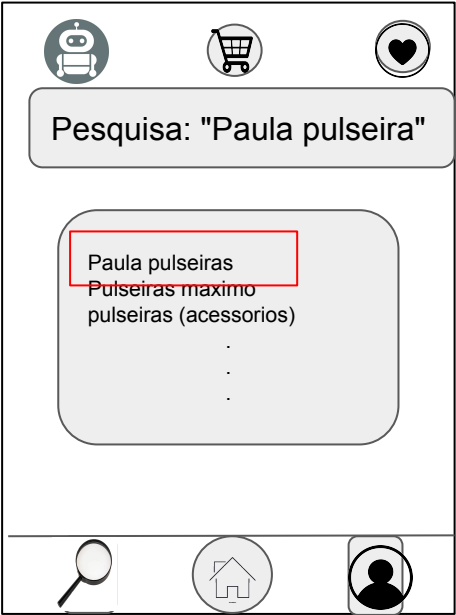 Pesquisa: "Paula pulseira"
Paula pulseiras
Pulseiras maximo
pulseiras (acessorios)
.
.
.